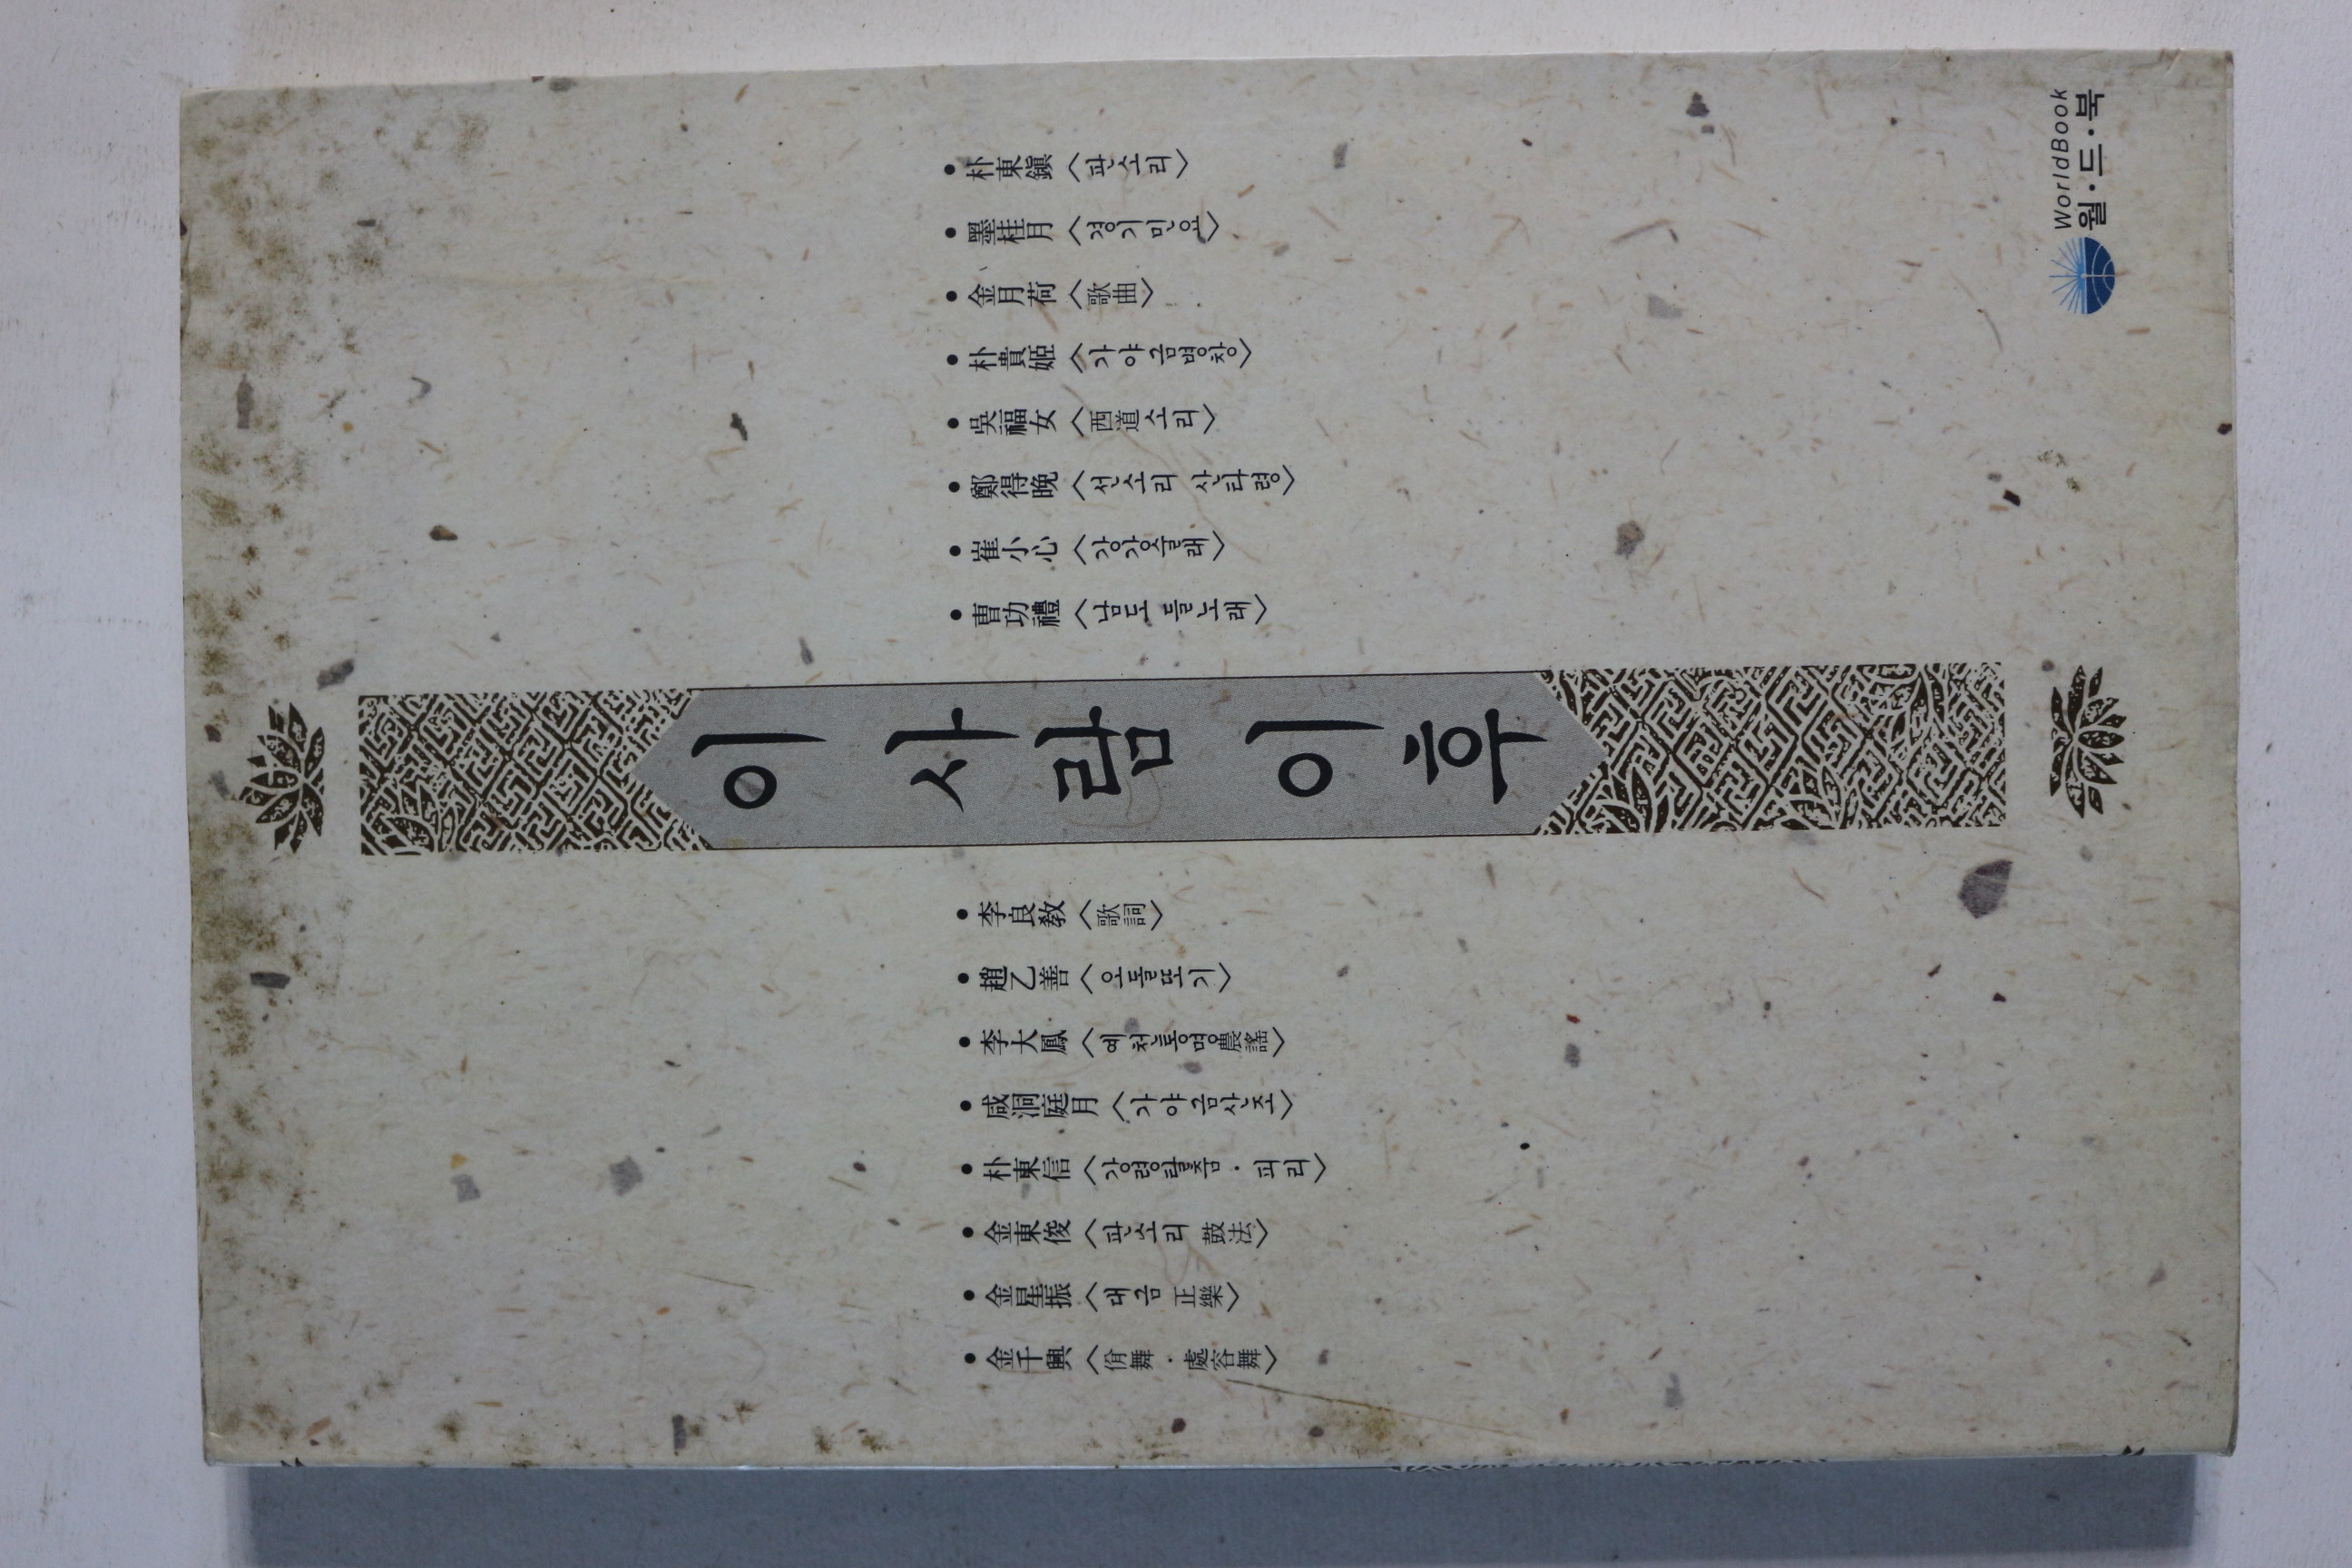 •朴東鎭〈판소리〉
•墨桂月〈경기민요〉
•金月荷〈歌曲〉
•朴貴姬〈가야금병창〉
•吳福女〈西道소리〉
•鄭得晩〈선소리 산타령〉
•崔小心〈강강술래〉
•曹功禮〈남도 들노래〉
이 사람 이후
•李良敎〈歌詞〉
•趙乙善〈오돌또기〉
•李大鳳〈예천통명農謠〉
•咸洞庭月〈가야금산조〉
•朴東信〈강령탈춤·피리〉
•金東俊〈판소리 鼓法〉
•金星振〈대금 正樂〉
•金千興〈佾舞·處容舞〉
WorldBook
월·드·북